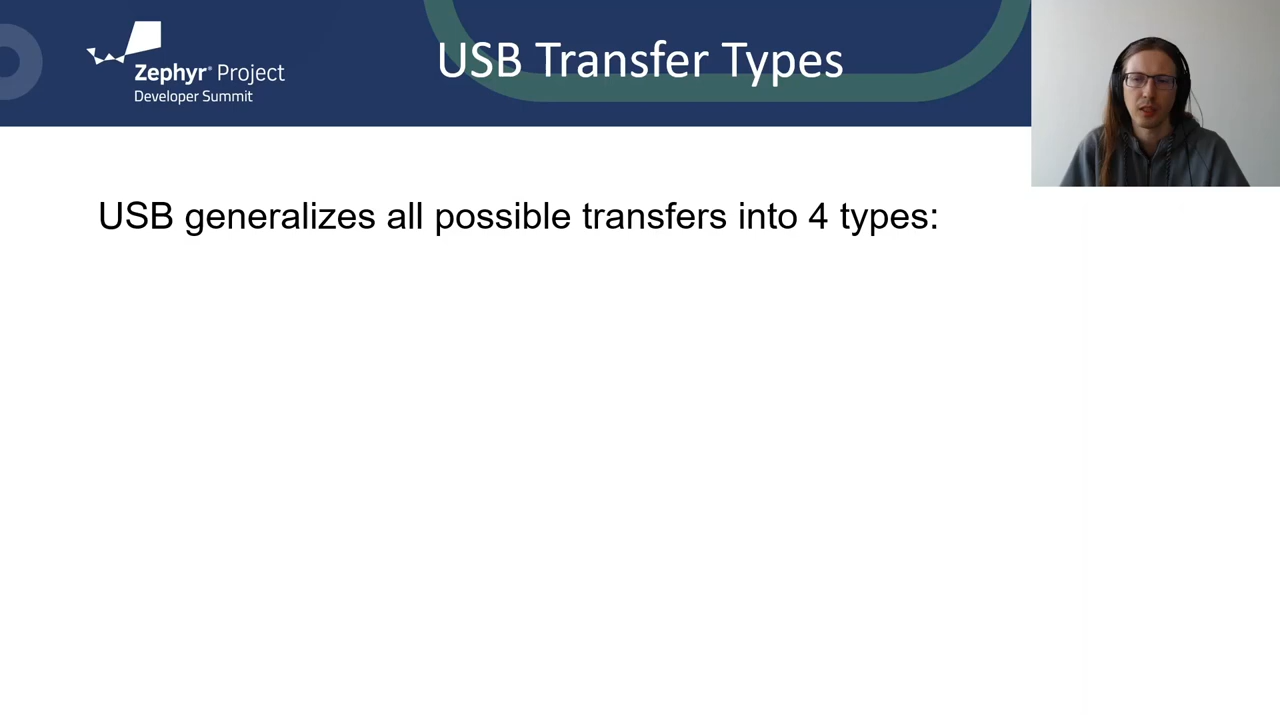 Zephyr® Project
Developer Summit
USB Transfer Types
USB generalizes all possible transfers into 4 types: